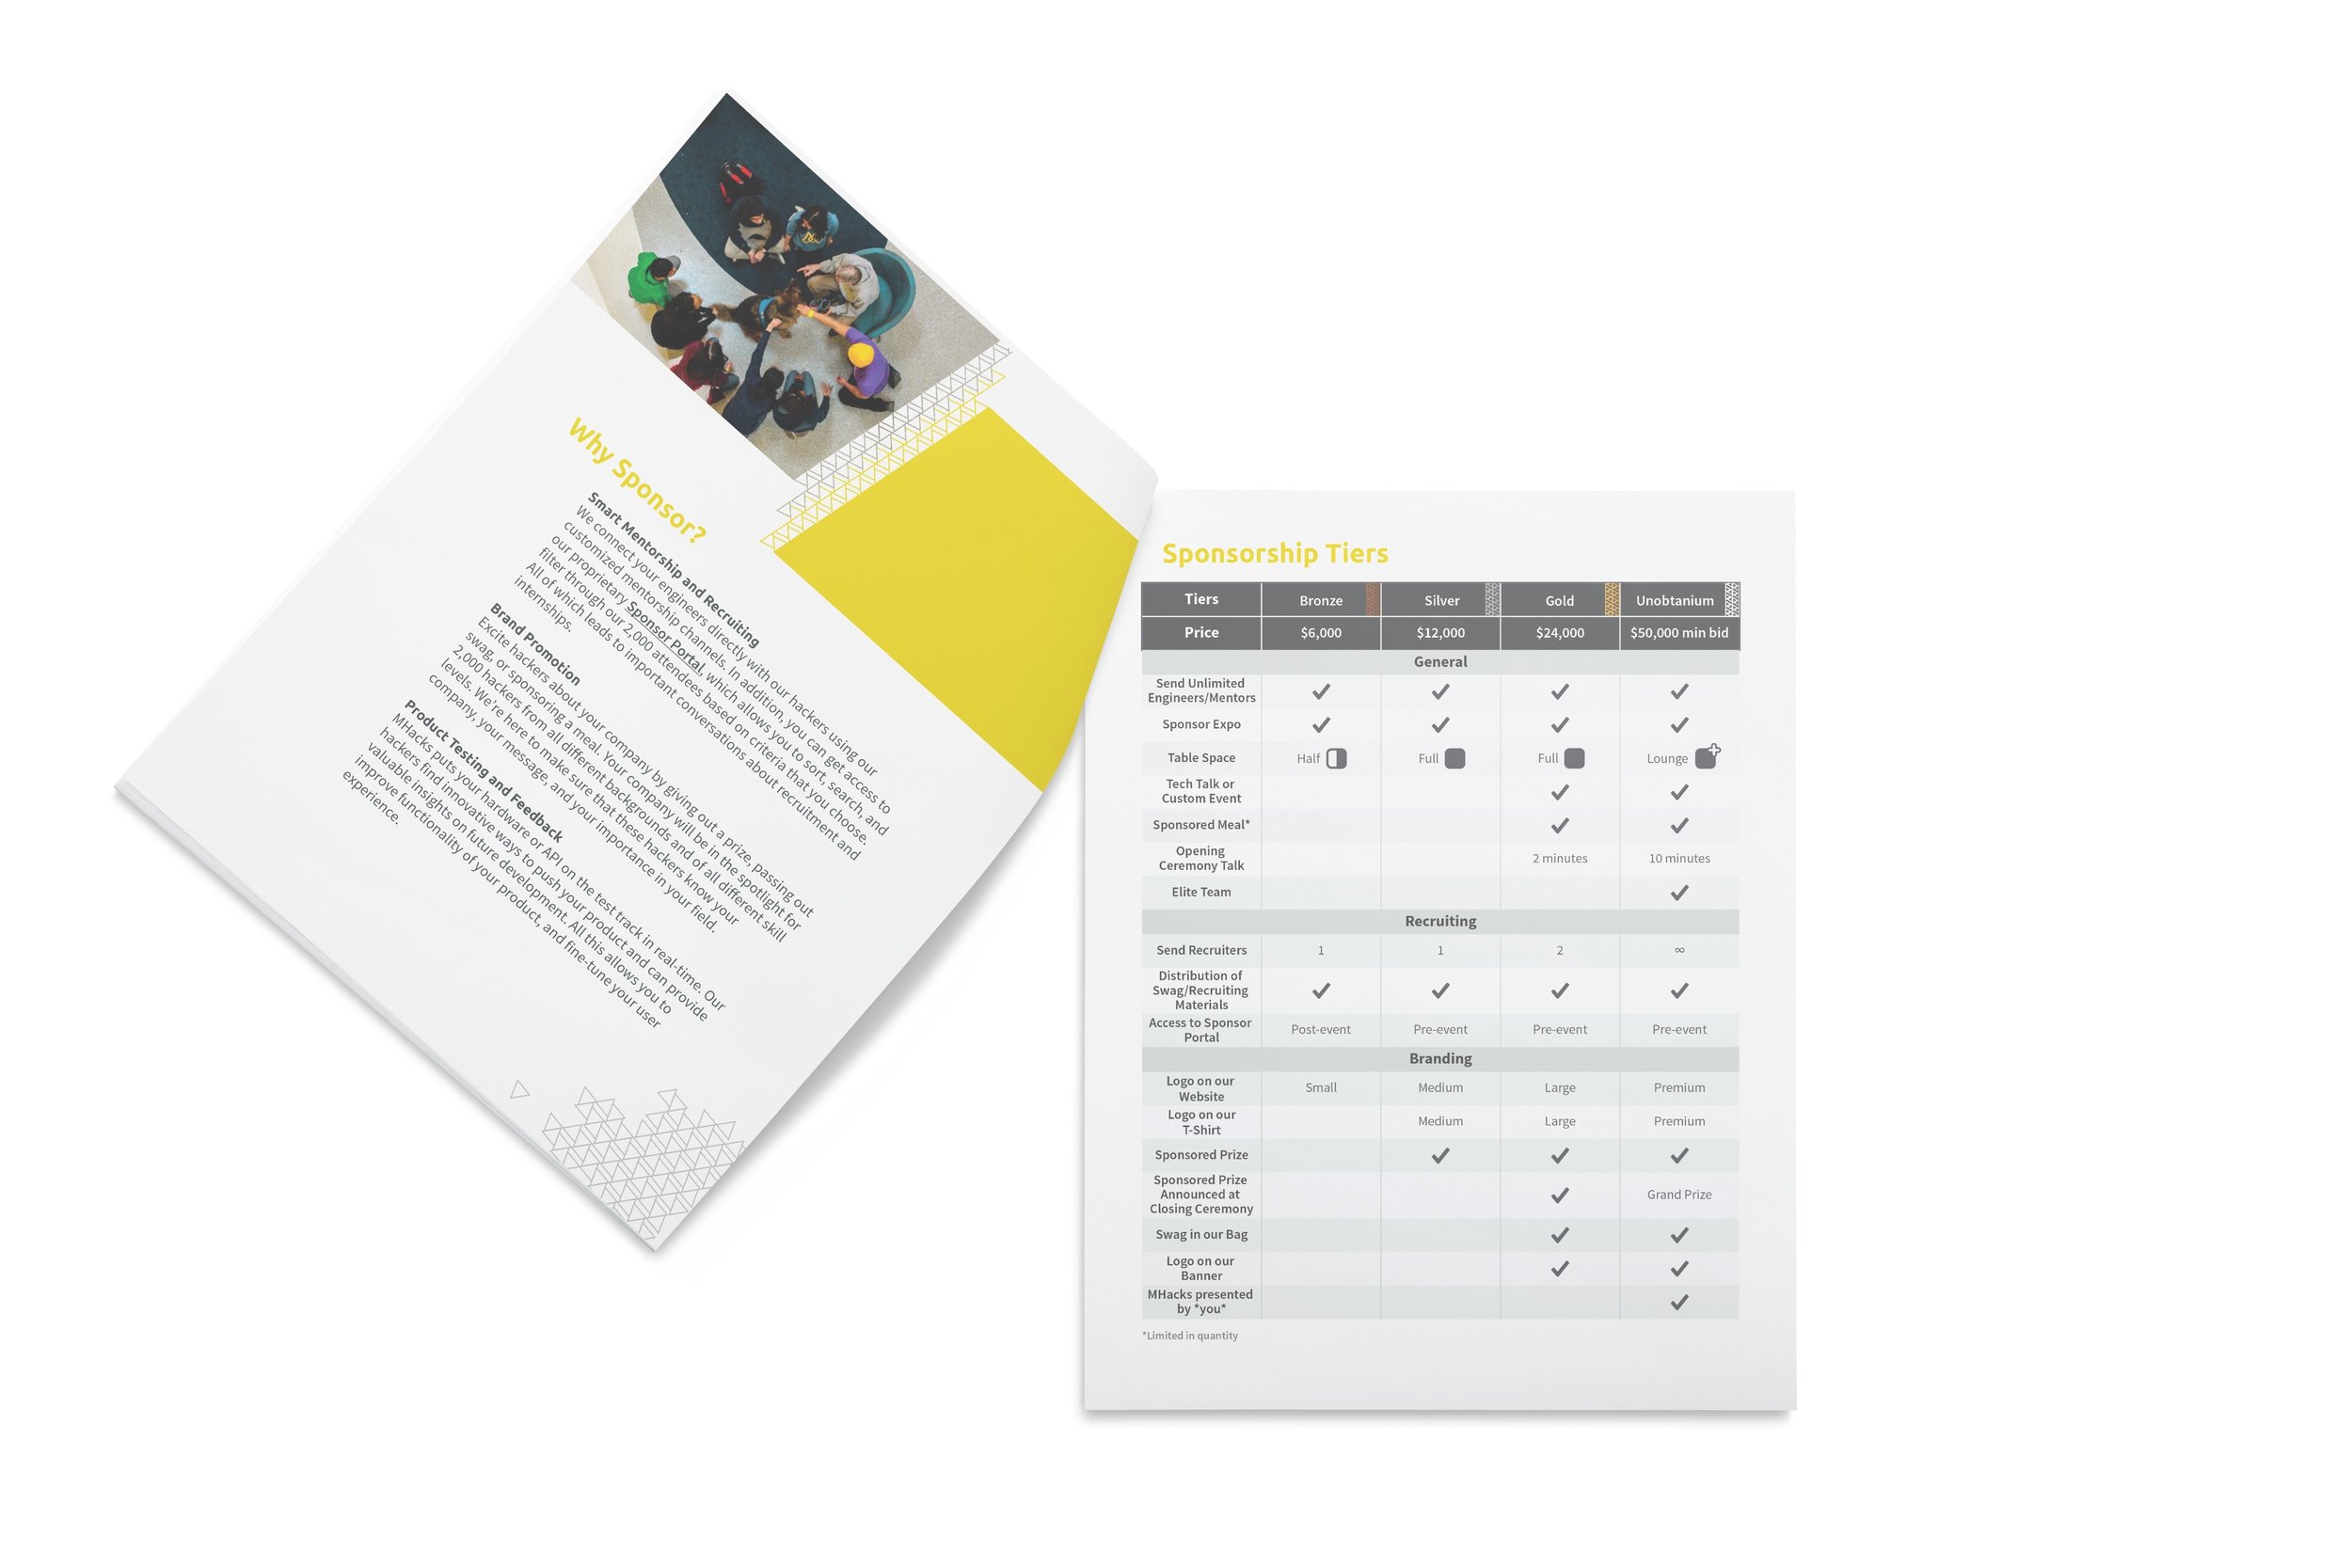 Why Sponsor?
Smart Mentorship and Recruiting
We connect your engineers directly with our hackers using our
customized mentorship channels. In addition, you can get access to
our proprietary Sponsor Portal, which allows you to sort, search, and
filter through our 2,000 attendees based on criteria that you choose.
All of which leads to important conversations about recruitment and
internships.
Brand Promotion
Excite hackers about your company by giving out a prize, passing out
swag, or sponsoring a meal. Your company will be in the spotlight for
2,000 hackers from all different backgrounds and of all different skill
levels. We're here to make sure that these hackers know your
company, your message, and your importance in your field.
Product Testing and Feedback
MHacks puts your hardware or API on the test track in real-time. Our
hackers find innovative ways to push your product and can provide
valuable insights on future development. All this allows you to
improve functionality of your product, and fine-tune your user
experience.
Sponsorship Tiers
Tiers Bronze Silver Gold Unobtanium
Price $6,000 $12,000 $24,000 $50,000 min bid
General
Send Unlimited
Engineers/Mentors ✓ ✓ ✓ ✓
Sponsor Expo ✓ ✓ ✓ ✓
Table Space Half Full Full Lounge
Tech Talk or
Custom Event ✓ ✓
Sponsored Meal* ✓ ✓
Opening
Ceremony Talk 2 minutes 10 minutes
Elite Team ✓
Recruiting
Send Recruiters 1 1 2 ∞
Distribution of
Swag/Recruiting ✓ ✓ ✓ ✓
Materials
Access to Sponsor
Portal Post-event Pre-event Pre-event Pre-event
Branding
Logo on our
Website Small Medium Large Premium
Logo on our
T-Shirt Medium Large Premium
Sponsored Prize ✓ ✓ ✓
Sponsored Prize
Announced at ✓ Grand Prize
Closing Ceremony
Swag in our Bag ✓ ✓
Logo on our
Banner ✓ ✓
MHacks presented
by *you* ✓
*Limited in quantity